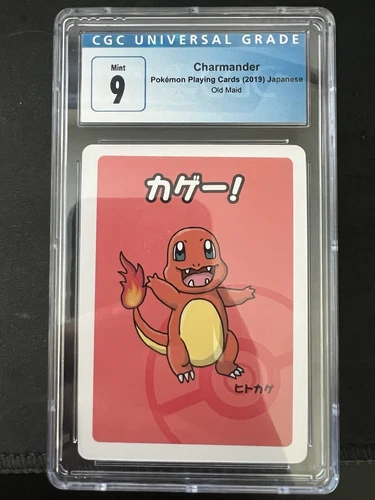 CGC UNIVERSAL GRADE
Mint
9
Charmander
Pokémon Playing Cards (2019) Japanese
Old Maid
カゲー!
ヒトカゲ